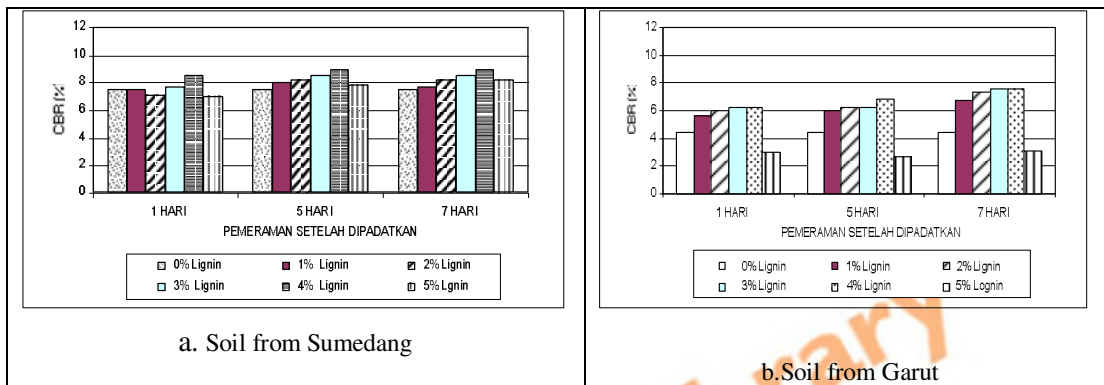 12
10
8
6
4
2
0
CBR (%)
1 HARI 5 HARI 7 HARI
PEMERAMAN SETELAH DIPADATKAN
0% Lignin 1% Lignin 2% Lignin
3% Lignin 4% Lignin 5% Lgnin
a. Soil from Sumedang
12
10
8
6
4
2
0
CBR (%)
1 HARI 5 HARI 7 HARI
PEMERAMAN SETELAH DIPADATKAN
0% Lignin 1% Lignin 2% Lignin
3% Lignin 4% Lignin 5% Lognin
b.Soil from Garut